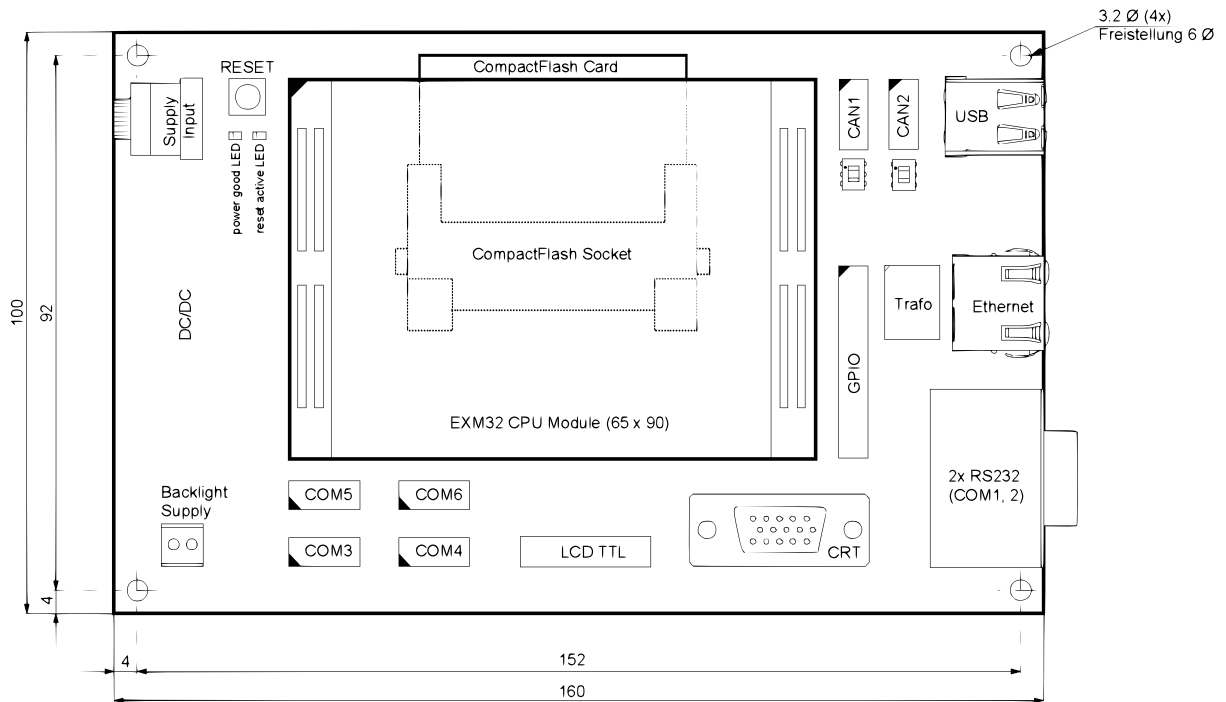 3.2 Ø (4x)
Freistellung 6 Ø
RESET
CompactFlash Card
Supply
Input
CAN1
CAN2
USB
power good LED
reset active LED
CompactFlash Socket
100
92
DC/DC
Trafo
Ethernet
GPIO
EXM32 CPU Module (65 x 90)
2x RS232
(COM1, 2)
Backlight
Supply
COM5
COM6
COM3
COM4
LCD TTL
CRT
4
4
152
160